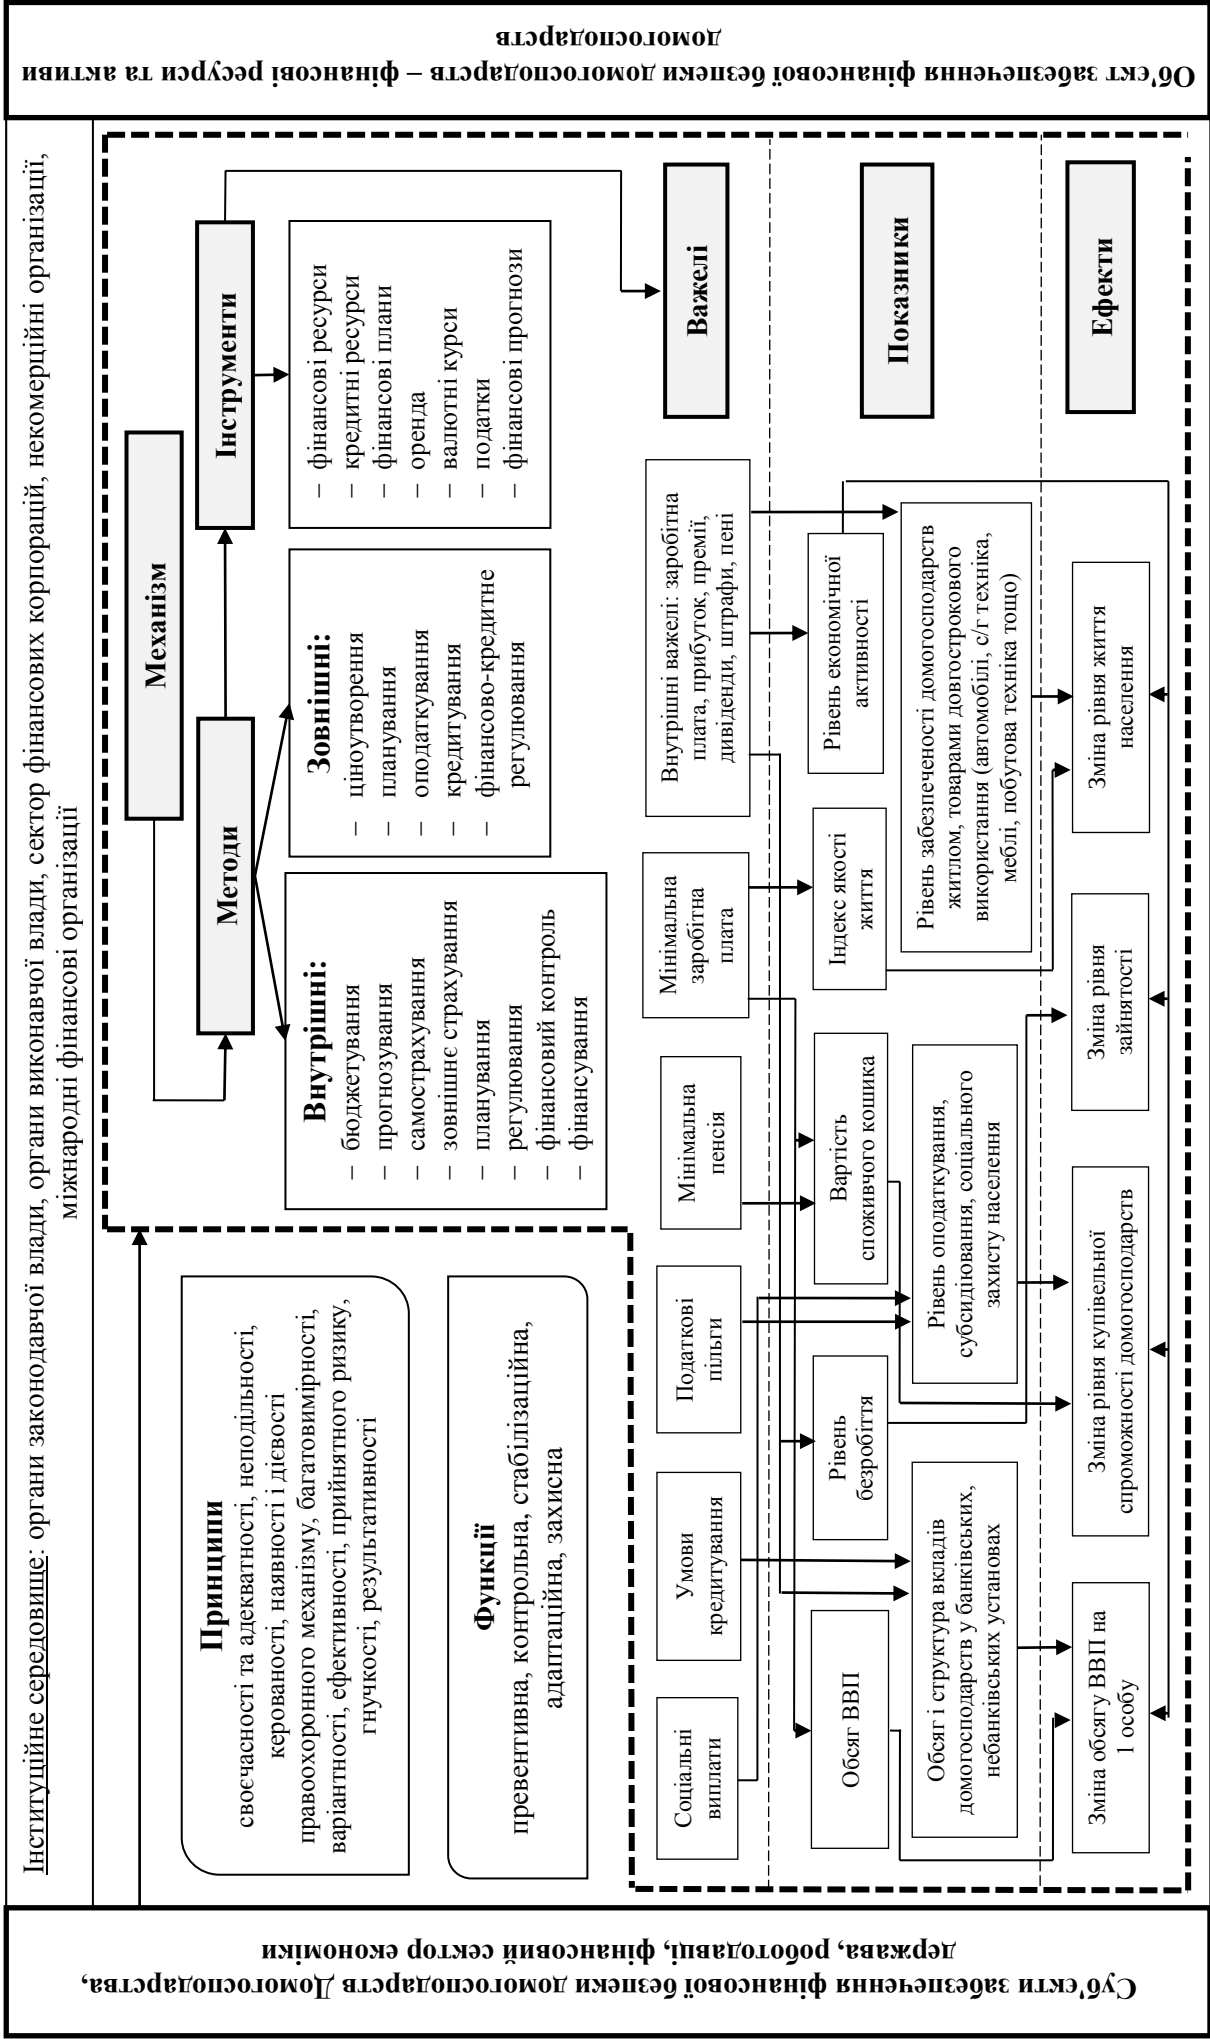 Суб’єкти забезпечення фінансової безпеки домогосподарств Домогосподарства,
держава, роботодавці, фінансовий сектор економіки
Інституційне середовище: органи законодавчої влади, органи виконавчої влади, сектор фінансових корпорацій, некомерційні організації,
міжнародні фінансові організації
Принципи
своєчасності та адекватності, неподільності,
керованості, наявності і дієвості
правоохоронного механізму, багатовимірності,
варіантності, ефективності, прийнятного ризику,
гнучкості, результативності
Функції
превентивна, контрольна, стабілізаційна,
адаптаційна, захисна
Механізм
Методи
Інструменти
Внутрішні:
– бюджетування
– прогнозування
– самострахування
– зовнішнє страхування
– планування
– регулювання
– фінансовий контроль
– фінансування
Зовнішні:
– ціноутворення
– планування
– оподаткування
– кредитування
– фінансово-кредитне
регулювання
– фінансові ресурси
– кредитні ресурси
– фінансові плани
– оренда
– валютні курси
– податки
– фінансові прогнози
Соціальні
виплати
Умови
кредитування
Податкові
пільги
Мінімальна
пенсія
Мінімальна
заробітна
плата
Внутрішні важелі: заробітна
плата, прибуток, премії,
дивіденди, штрафи, пені
Важелі
Обсяг ВВП
Рівень
безробіття
Вартість
споживчого кошика
Індекс якості
життя
Рівень економічної
активності
Показники
Обсяг і структура вкладів
домогосподарств у банківських,
небанківських установах
Рівень оподаткування,
субсидіювання, соціального
захисту населення
Рівень забезпеченості домогосподарств
житлом, товарами довгострокового
використання (автомобілі, с/г техніка,
меблі, побутова техніка тощо)
Зміна обсягу ВВП на
1 особу
Зміна рівня купівельної
спроможності домогосподарств
Зміна рівня
зайнятості
Зміна рівня життя
населення
Ефекти
Об’єкт забезпечення фінансової безпеки домогосподарств – фінансові ресурси та активи
домогосподарств